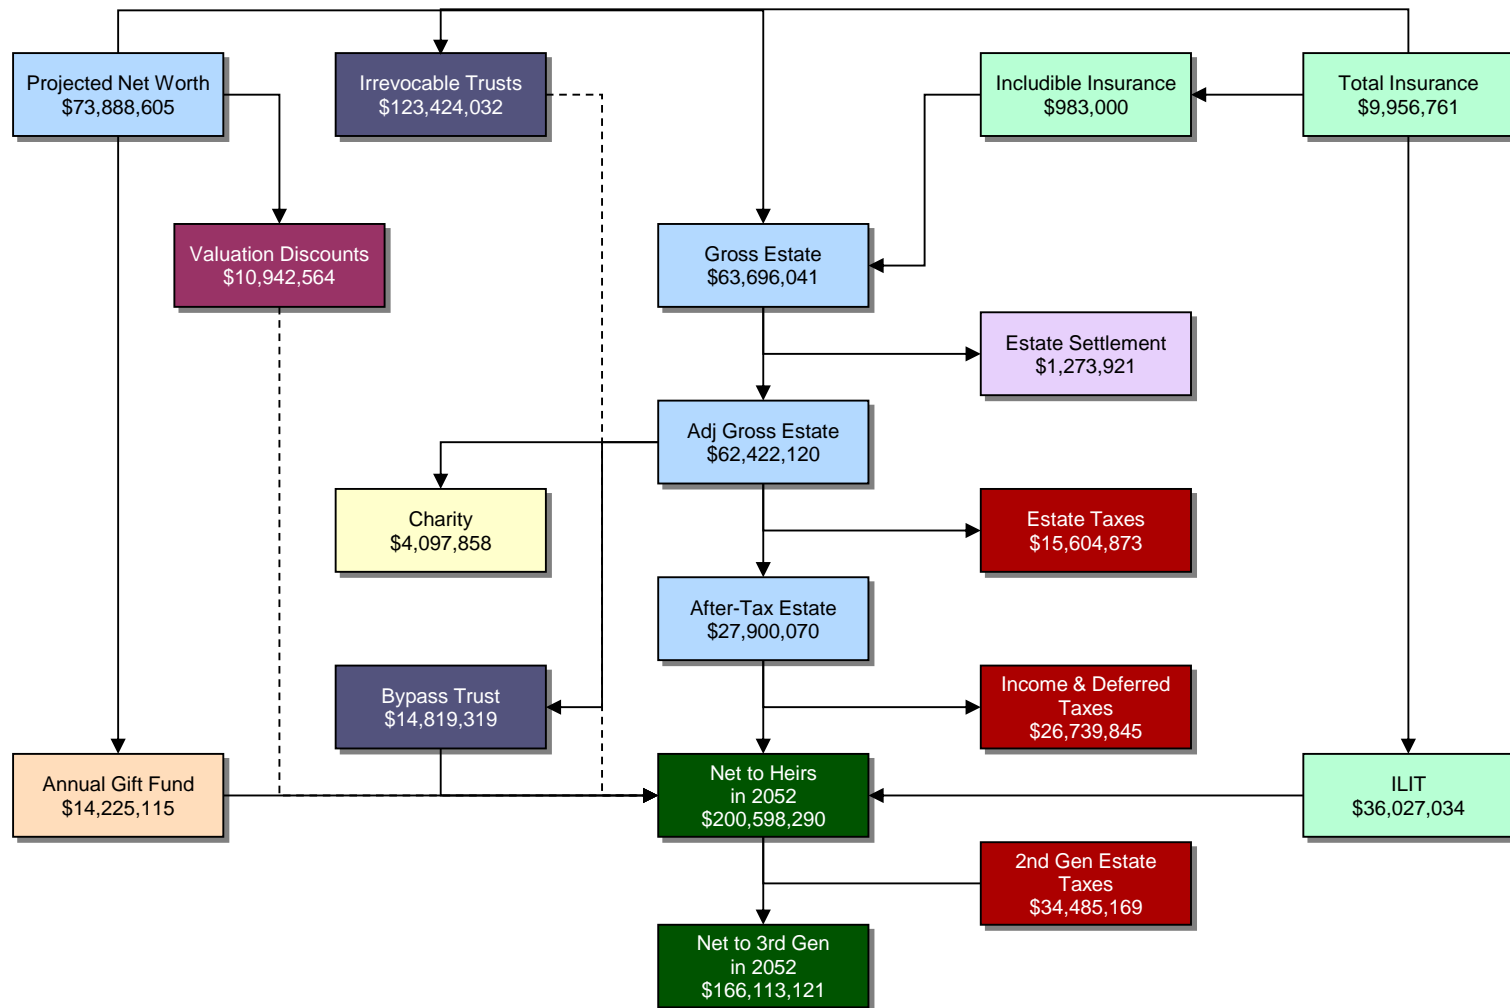 Projected Net Worth
$73,888,605
Irrevocable Trusts
$123,424,032
Includible Insurance
$983,000
Total Insurance
$9,956,761
Valuation Discounts
$10,942,564
Gross Estate
$63,696,041
Estate Settlement
$1,273,921
Adj Gross Estate
$62,422,120
Charity
$4,097,858
Estate Taxes
$15,604,873
After-Tax Estate
$27,900,070
Bypass Trust
$14,819,319
Income & Deferred
Taxes
$26,739,845
Annual Gift Fund
$14,225,115
Net to Heirs
in 2052
$200,598,290
ILIT
$36,027,034
2nd Gen Estate
Taxes
$34,485,169
Net to 3rd Gen
in 2052
$166,113,121